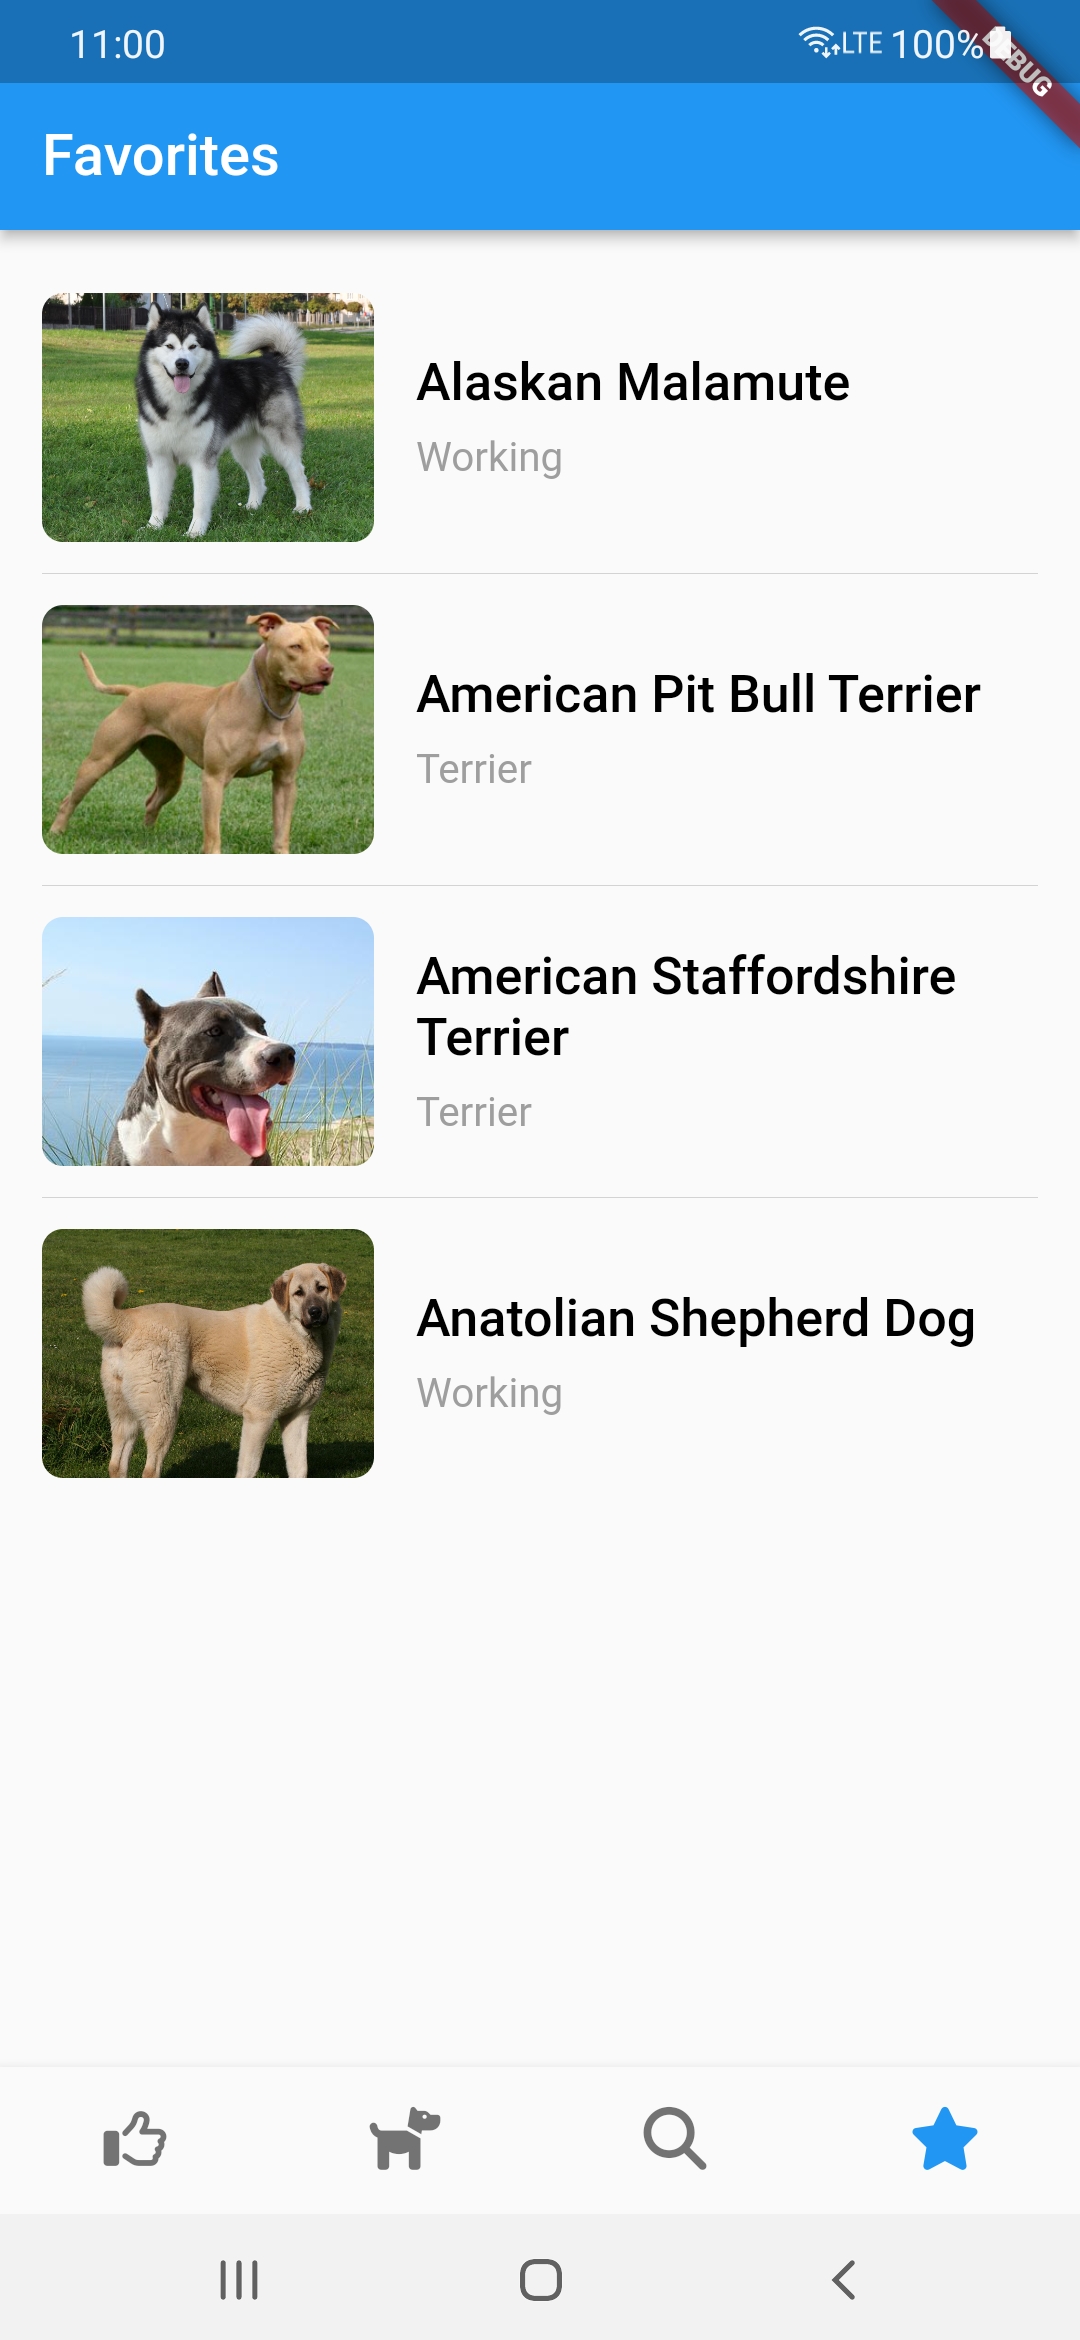 11:00
LTE 100%
DEBUG
Favorites
Alaskan Malamute
Working
American Pit Bull Terrier
Terrier
American Staffordshire
Terrier
Terrier
Anatolian Shepherd Dog
Working